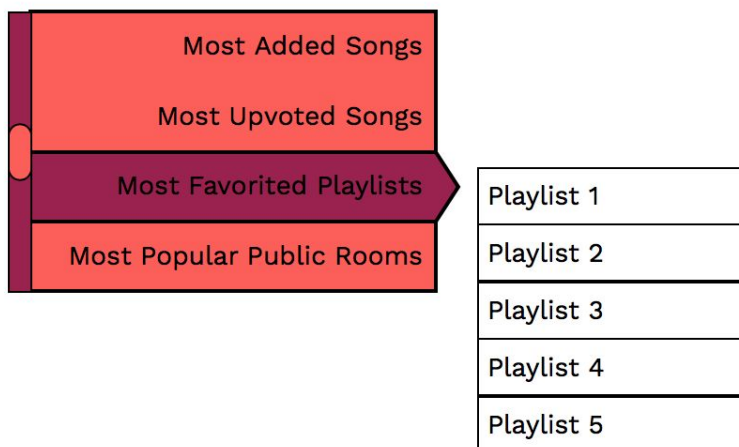 Most Added Songs
Most Upvoted Songs
Most Favorited Playlists
Most Popular Public Rooms
Playlist 1
Playlist 2
Playlist 3
Playlist 4
Playlist 5